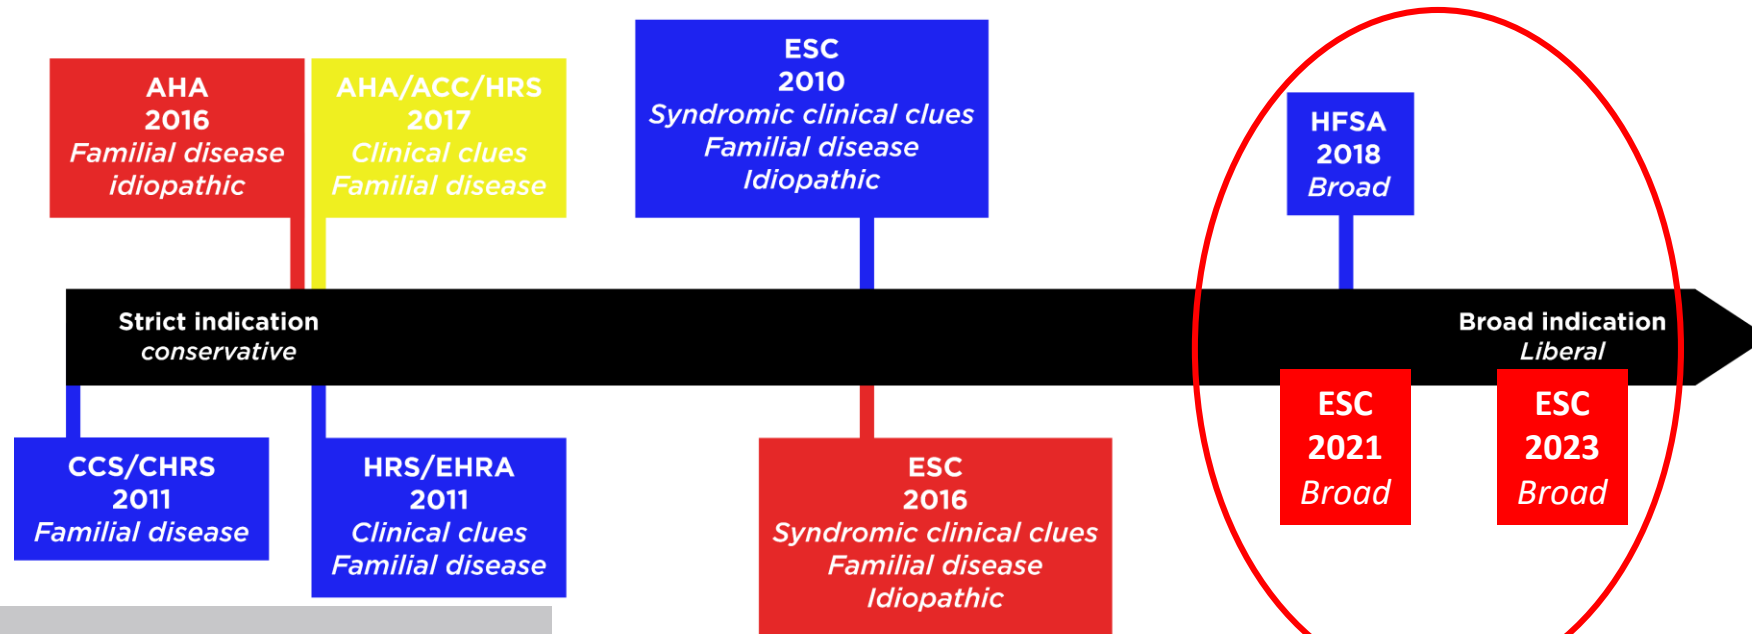 AHA
2016
Familial disease
idiopathic
AHA/ACC/HRS
2017
Clinical clues
Familial disease
ESC
2010
Syndromic clinical clues
Familial disease
Idiopathic
HFSA
2018
Broad
Strict indication
conservative
Broad indication
Liberal
CCS/CHRS
2011
Familial disease
HRS/EHRA
2011
Clinical clues
Familial disease
ESC
2016
Syndromic clinical clues
Familial disease
Idiopathic
ESC
2021
Broad
ESC
2023
Broad